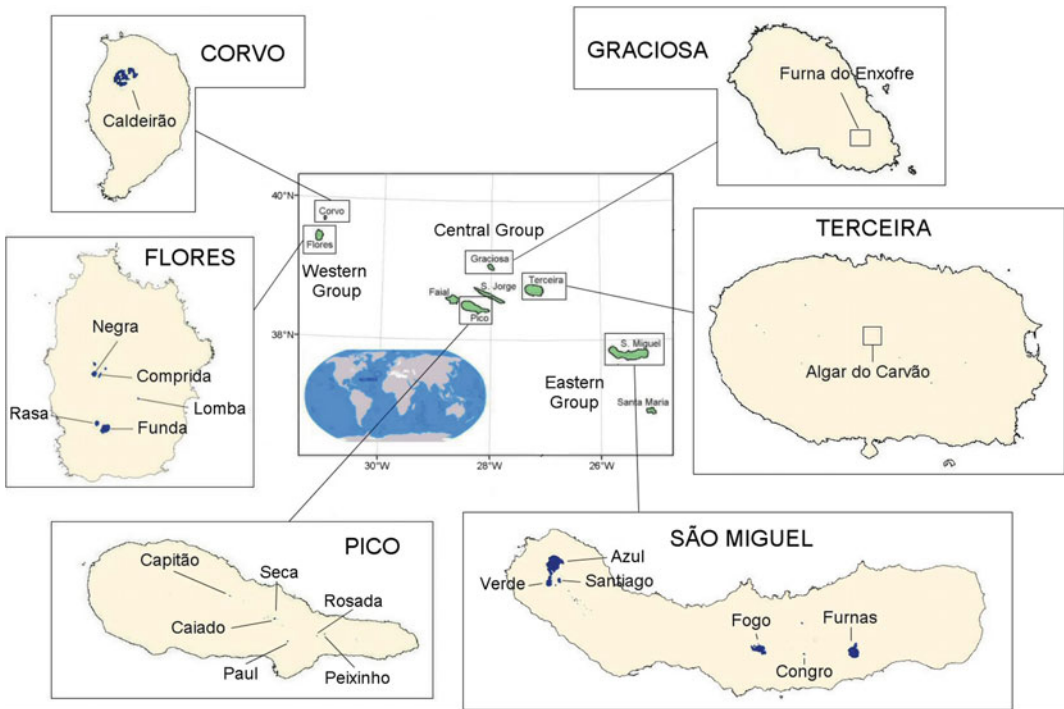 CORVO
Caldeirão
GRACIOSA
Furna do Enxofre
FLORES
Negra
Comprida
Lomba
Rasa
Funda
40°N
38°N
30°W
28°W
26°W
Corvo
Flores
Western
Group
Central Group
Graciosa
Terceira
Faial
S. Jorge
Pico
S. Miguel
Eastern
Group
Santa Maria
TERCEIRA
Algar do Carvão
PICO
Capitão
Seca
Rosada
Caiado
Paul
Peixinho
SÃO MIGUEL
Azul
Verde
Santiago
Fogo
Furnas
Congro